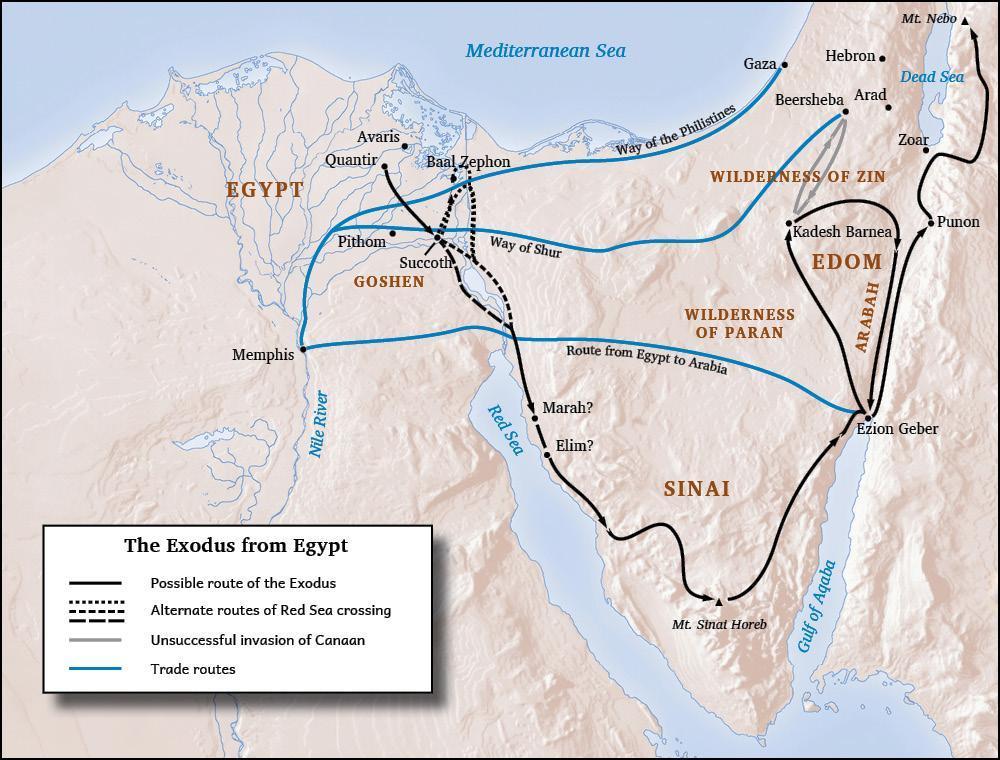 Mt. Nebo
Mediterranean Sea
Hebron
Gaza
Dead Sea
Beersheba
Arad
Avaris
Way of the Philistines
Zoar
Quantir
Baal Zephon
EGYPT
WILDERNESS OF ZIN
Pithom
Kadesh Barnea
Punon
Way of Shur
Succoth
EDOM
GOSHEN
WILDERNESS
OF PARAN
ARABAH
Memphis
Route from Egypt to Arabia
Marah?
Nile River
Red Sea
Ezion Geber
Elim?
SINAI
The Exodus from Egypt
Possible route of the Exodus
Alternate routes of Red Sea crossing
Unsuccessful invasion of Canaan
Trade routes
Gulf of Aqaba
Mt. Sinai Horeb